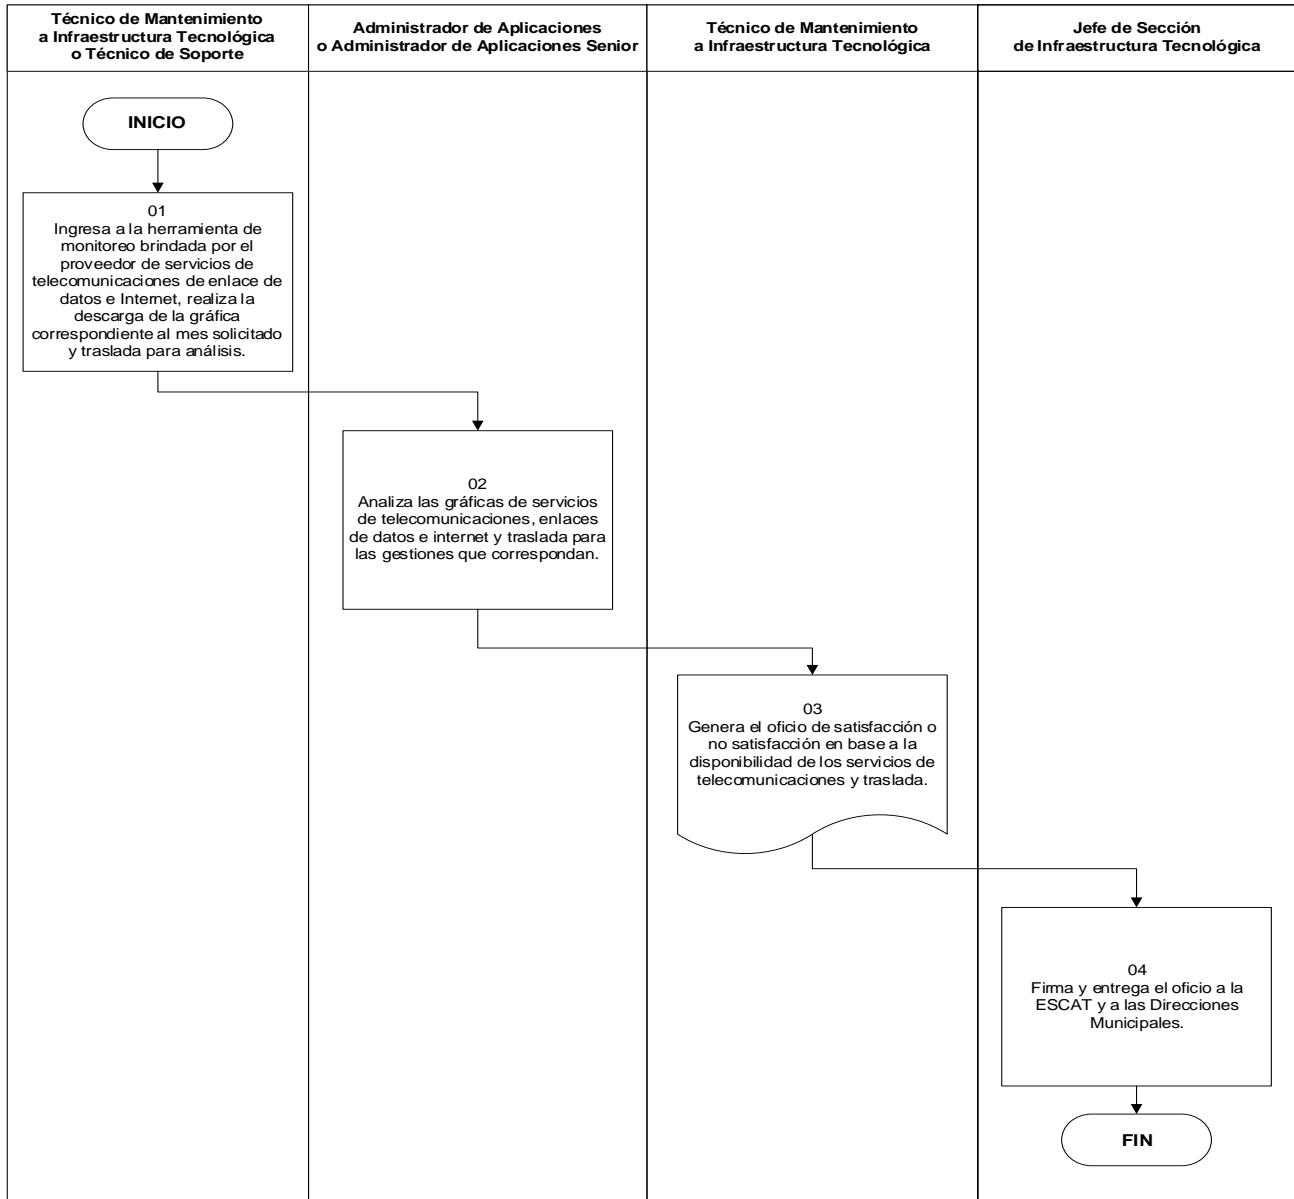 Técnico de Mantenimiento
a Infraestructura Tecnológica
o Técnico de Soporte
Administrador de Aplicaciones
o Administrador de Aplicaciones Senior
Técnico de Mantenimiento
a Infraestructura Tecnológica
Jefe de Sección
de Infraestructura Tecnológica
INICIO
01
Ingresa a la herramienta de
monitoreo brindada por el
proveedor de servicios de
telecomunicaciones de enlace de
datos e Internet, realiza la
descarga de la gráfica
correspondiente al mes solicitado
y traslada para análisis.
02
Analiza las gráficas de servicios
de telecomunicaciones, enlaces
de datos e internet y traslada para
las gestiones que correspondan.
03
Genera el oficio de satisfacción o
no satisfacción en base a la
disponibilidad de los servicios de
telecomunicaciones y traslada.
04
Firma y entrega el oficio a la
ESCAT y a las Direcciones
Municipales.
FIN